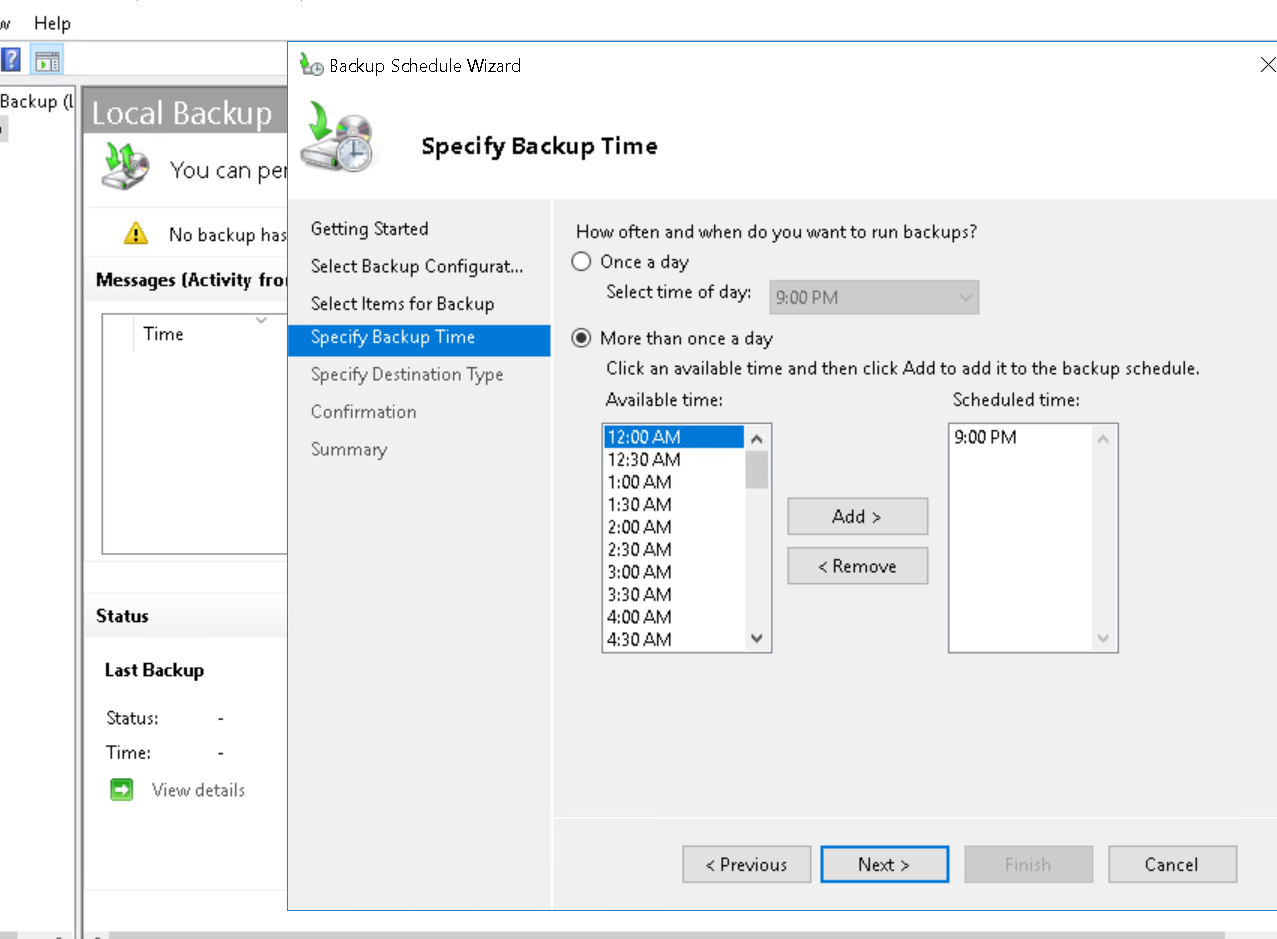 Help
Backup Schedule Wizard
Backup (l
Local Backup
You can per
No backup has
Messages (Activity fro
Time
Status
Last Backup
Status: -
Time: -
View details
Specify Backup Time
Getting Started
Select Backup Configurat...
Select Items for Backup
Specify Backup Time
Specify Destination Type
Confirmation
Summary
How often and when do you want to run backups?
Once a day
Select time of day: 9:00 PM
More than once a day
Click an available time and then click Add to add it to the backup schedule.
Available time:
12:00 AM
12:30 AM
1:00 AM
1:30 AM
2:00 AM
2:30 AM
3:00 AM
3:30 AM
4:00 AM
4:30 AM
Add >
< Remove
Scheduled time:
9:00 PM
< Previous Next > Finish Cancel